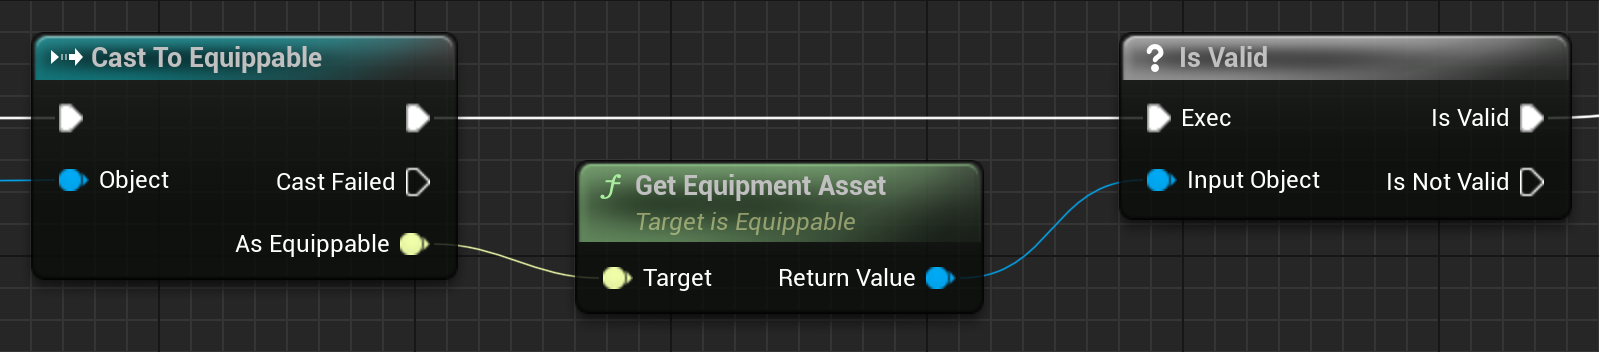 Cast To Equippable
Object
Cast Failed
As Equippable
f Get Equipment Asset
Target is Equippable
Target
Return Value
? Is Valid
Exec
Is Valid
Input Object
Is Not Valid